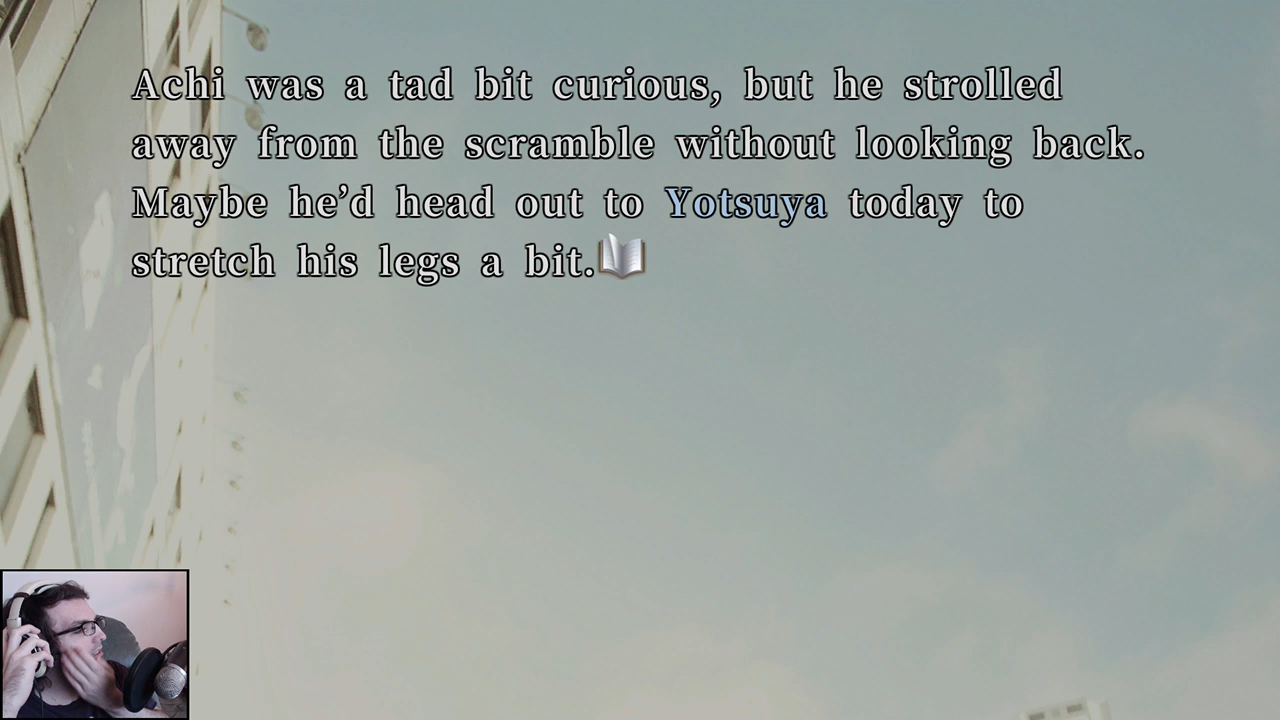 Achi was a tad bit curious, but he strolled
away from the scramble without looking back.
Maybe he’d head out to Yotsuya today to
stretch his legs a bit.